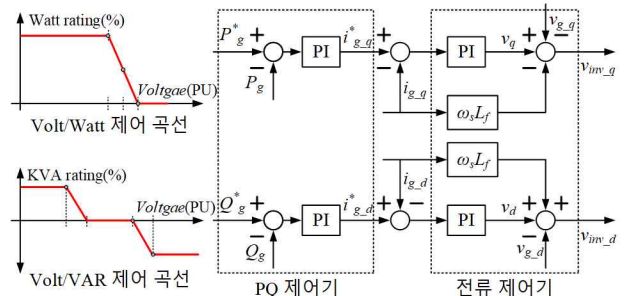 Watt rating(%)
Voltgae(PU)
Volt/Watt 제어 곡선
KVA rating(%)
Voltgae(PU)
Volt/VAR 제어 곡선
P*g
+
−
Pg
PI
i*g_q
+
−
ig_q
PI
vq
vg_q
+
−
−
vinv_q
ωsLf
ωsLf
Q*g
+
−
Qg
PI
i*g_d
+
−
ig_d
PI
vd
+
+
−
vg_d
vinv_d
PQ 제어기
전류 제어기